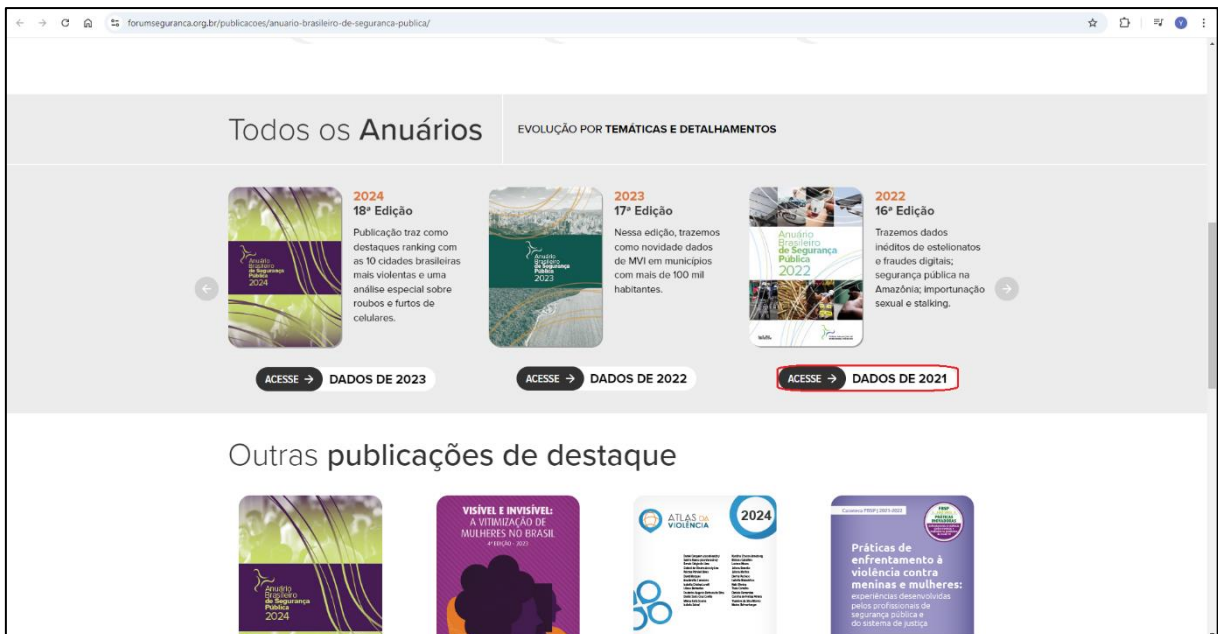 forumseguranca.org.br/publicacoes/anuario-brasileiro-de-seguranca-publica/
Y
Todos os Anuários
EVOLUÇÃO POR TEMÁTICAS E DETALHAMENTOS
Anuário
Brasileiro
de Segurança
Pública
2024
2024
18ª Edição
Publicação traz como
destaques ranking com
as 10 cidades brasileiras
mais violentas e uma
análise especial sobre
roubos e furtos de
celulares.
ACESSE → DADOS DE 2023
Anuário
Brasileiro
de Segurança
Pública
2023
2023
17ª Edição
Nessa edição, trazemos
como novidade dados
de MVI em municípios
com mais de 100 mil
habitantes.
ACESSE → DADOS DE 2022
Anuário
Brasileiro
de Segurança
Pública
2022
2022
16ª Edição
Trazemos dados
inéditos de estelionatos
e fraudes digitais;
segurança pública na
Amazônia; importunação
sexual e stalking.
ACESSE → DADOS DE 2021
Outras publicações de destaque
Anuário
Brasileiro
de Segurança
Pública
2024
VISÍVEL E INVISÍVEL:
A VITIMIZAÇÃO DE
MULHERES NO BRASIL
4ª EDIÇÃO - 2023
ATLAS DA
VIOLÊNCIA
2024
Práticas de
enfrentamento à
violência contra
meninas e mulheres:
experiências desenvolvidas
pelos profissionais de
segurança pública e
do sistema de justiça